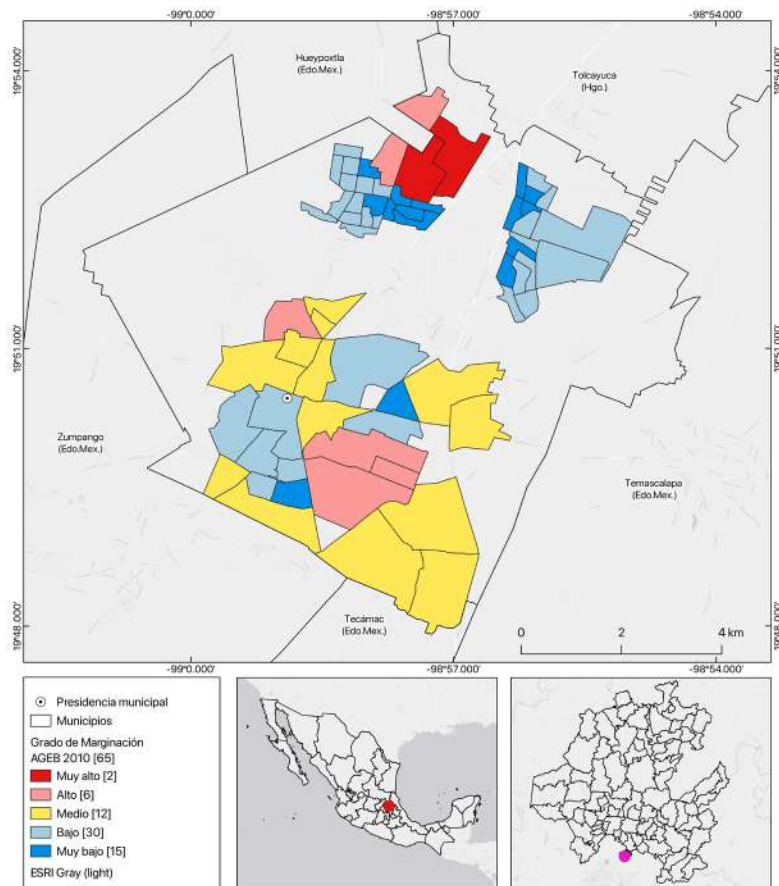 -99°0.000'
-98°57.000'
-98°54.000'
19°54.000'
19°54.000'
Hueypoxtla
(Edo.Mex.)
Tolcayuca
(Hgo.)
19°51.000'
19°51.000'
Zumpango
(Edo.Mex.)
Temascalapa
(Edo.Mex.)
Tecámac
(Edo.Mex.)
19°48.000'
19°48.000'
0
2
4 km
-99°0.000'
-98°57.000'
-98°54.000'
Presidencia municipal
Municipios
Grado de Marginación
AGEB 2010 [65]
Muy alto [2]
Alto [6]
Medio [12]
Bajo [30]
Muy bajo [15]
ESRI Gray (light)